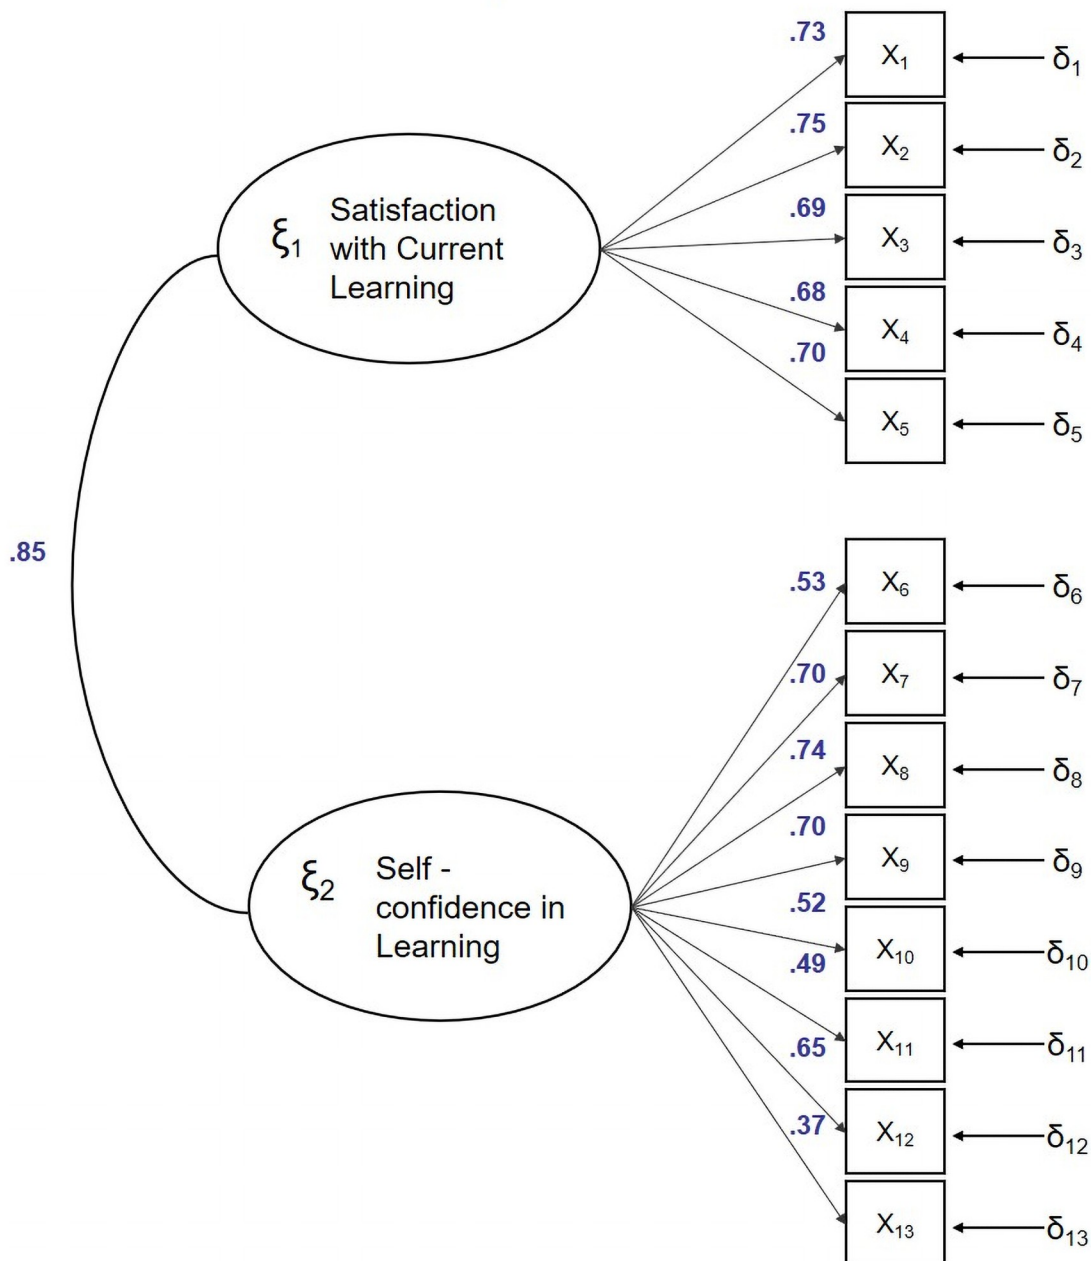 .73
X₁
δ₁
.75
X₂
δ₂
.69
X₃
δ₃
.68
X₄
δ₄
.70
X₅
δ₅
ξ₁
Satisfaction
with Current
Learning
.85
.53
X₆
δ₆
.70
X₇
δ₇
.74
X₈
δ₈
.70
X₉
δ₉
.52
X₁₀
δ₁₀
.49
X₁₁
δ₁₁
.65
X₁₂
δ₁₂
.37
X₁₃
δ₁₃
ξ₂
Self -
confidence in
Learning